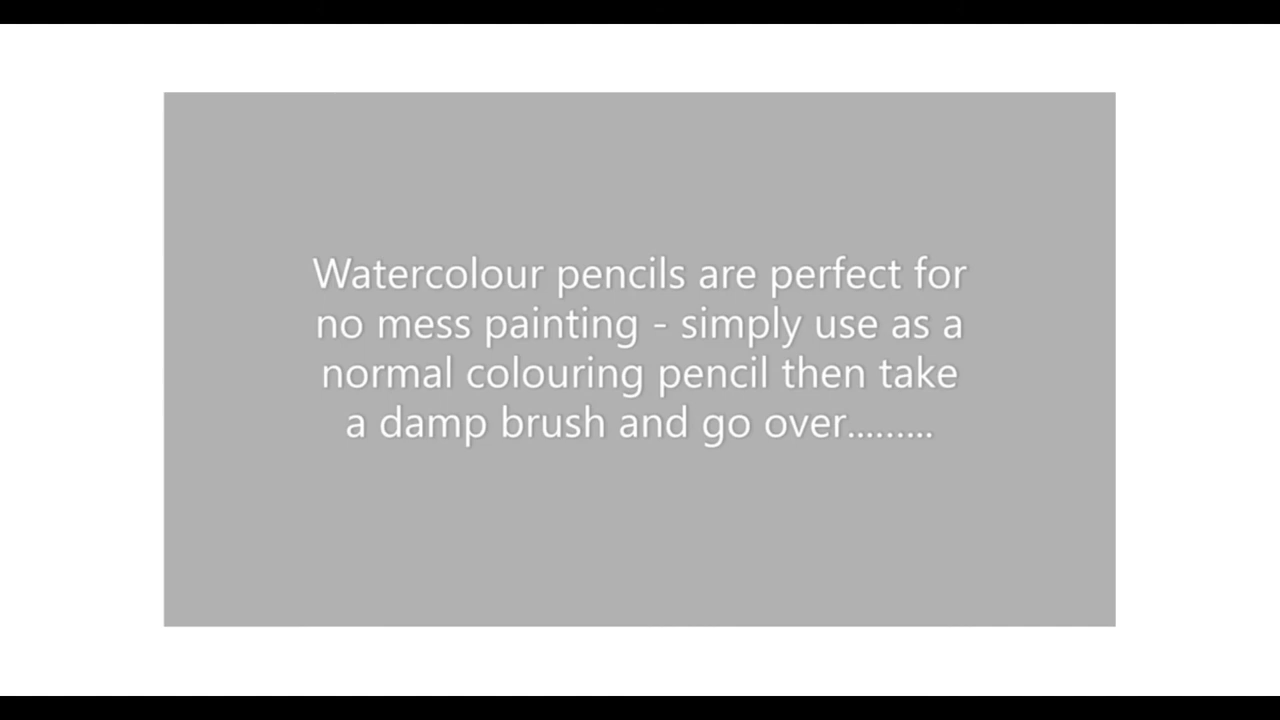 Watercolour pencils are perfect for
no mess painting - simply use as a
normal colouring pencil then take
a damp brush and go over.........